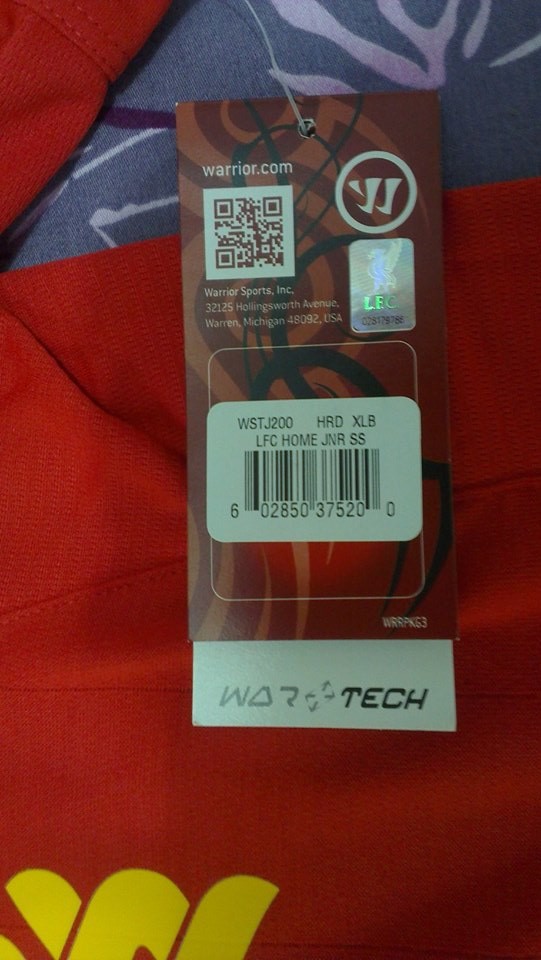 warrior.com
Warrior Sports, Inc.
32125 Hollingsworth Avenue,
Warren, Michigan 48092, USA
LFC
WSTJ200 HRD XLB
LFC HOME JNR SS
6 02850 37520 0
WRRPKG3
WAR TECH